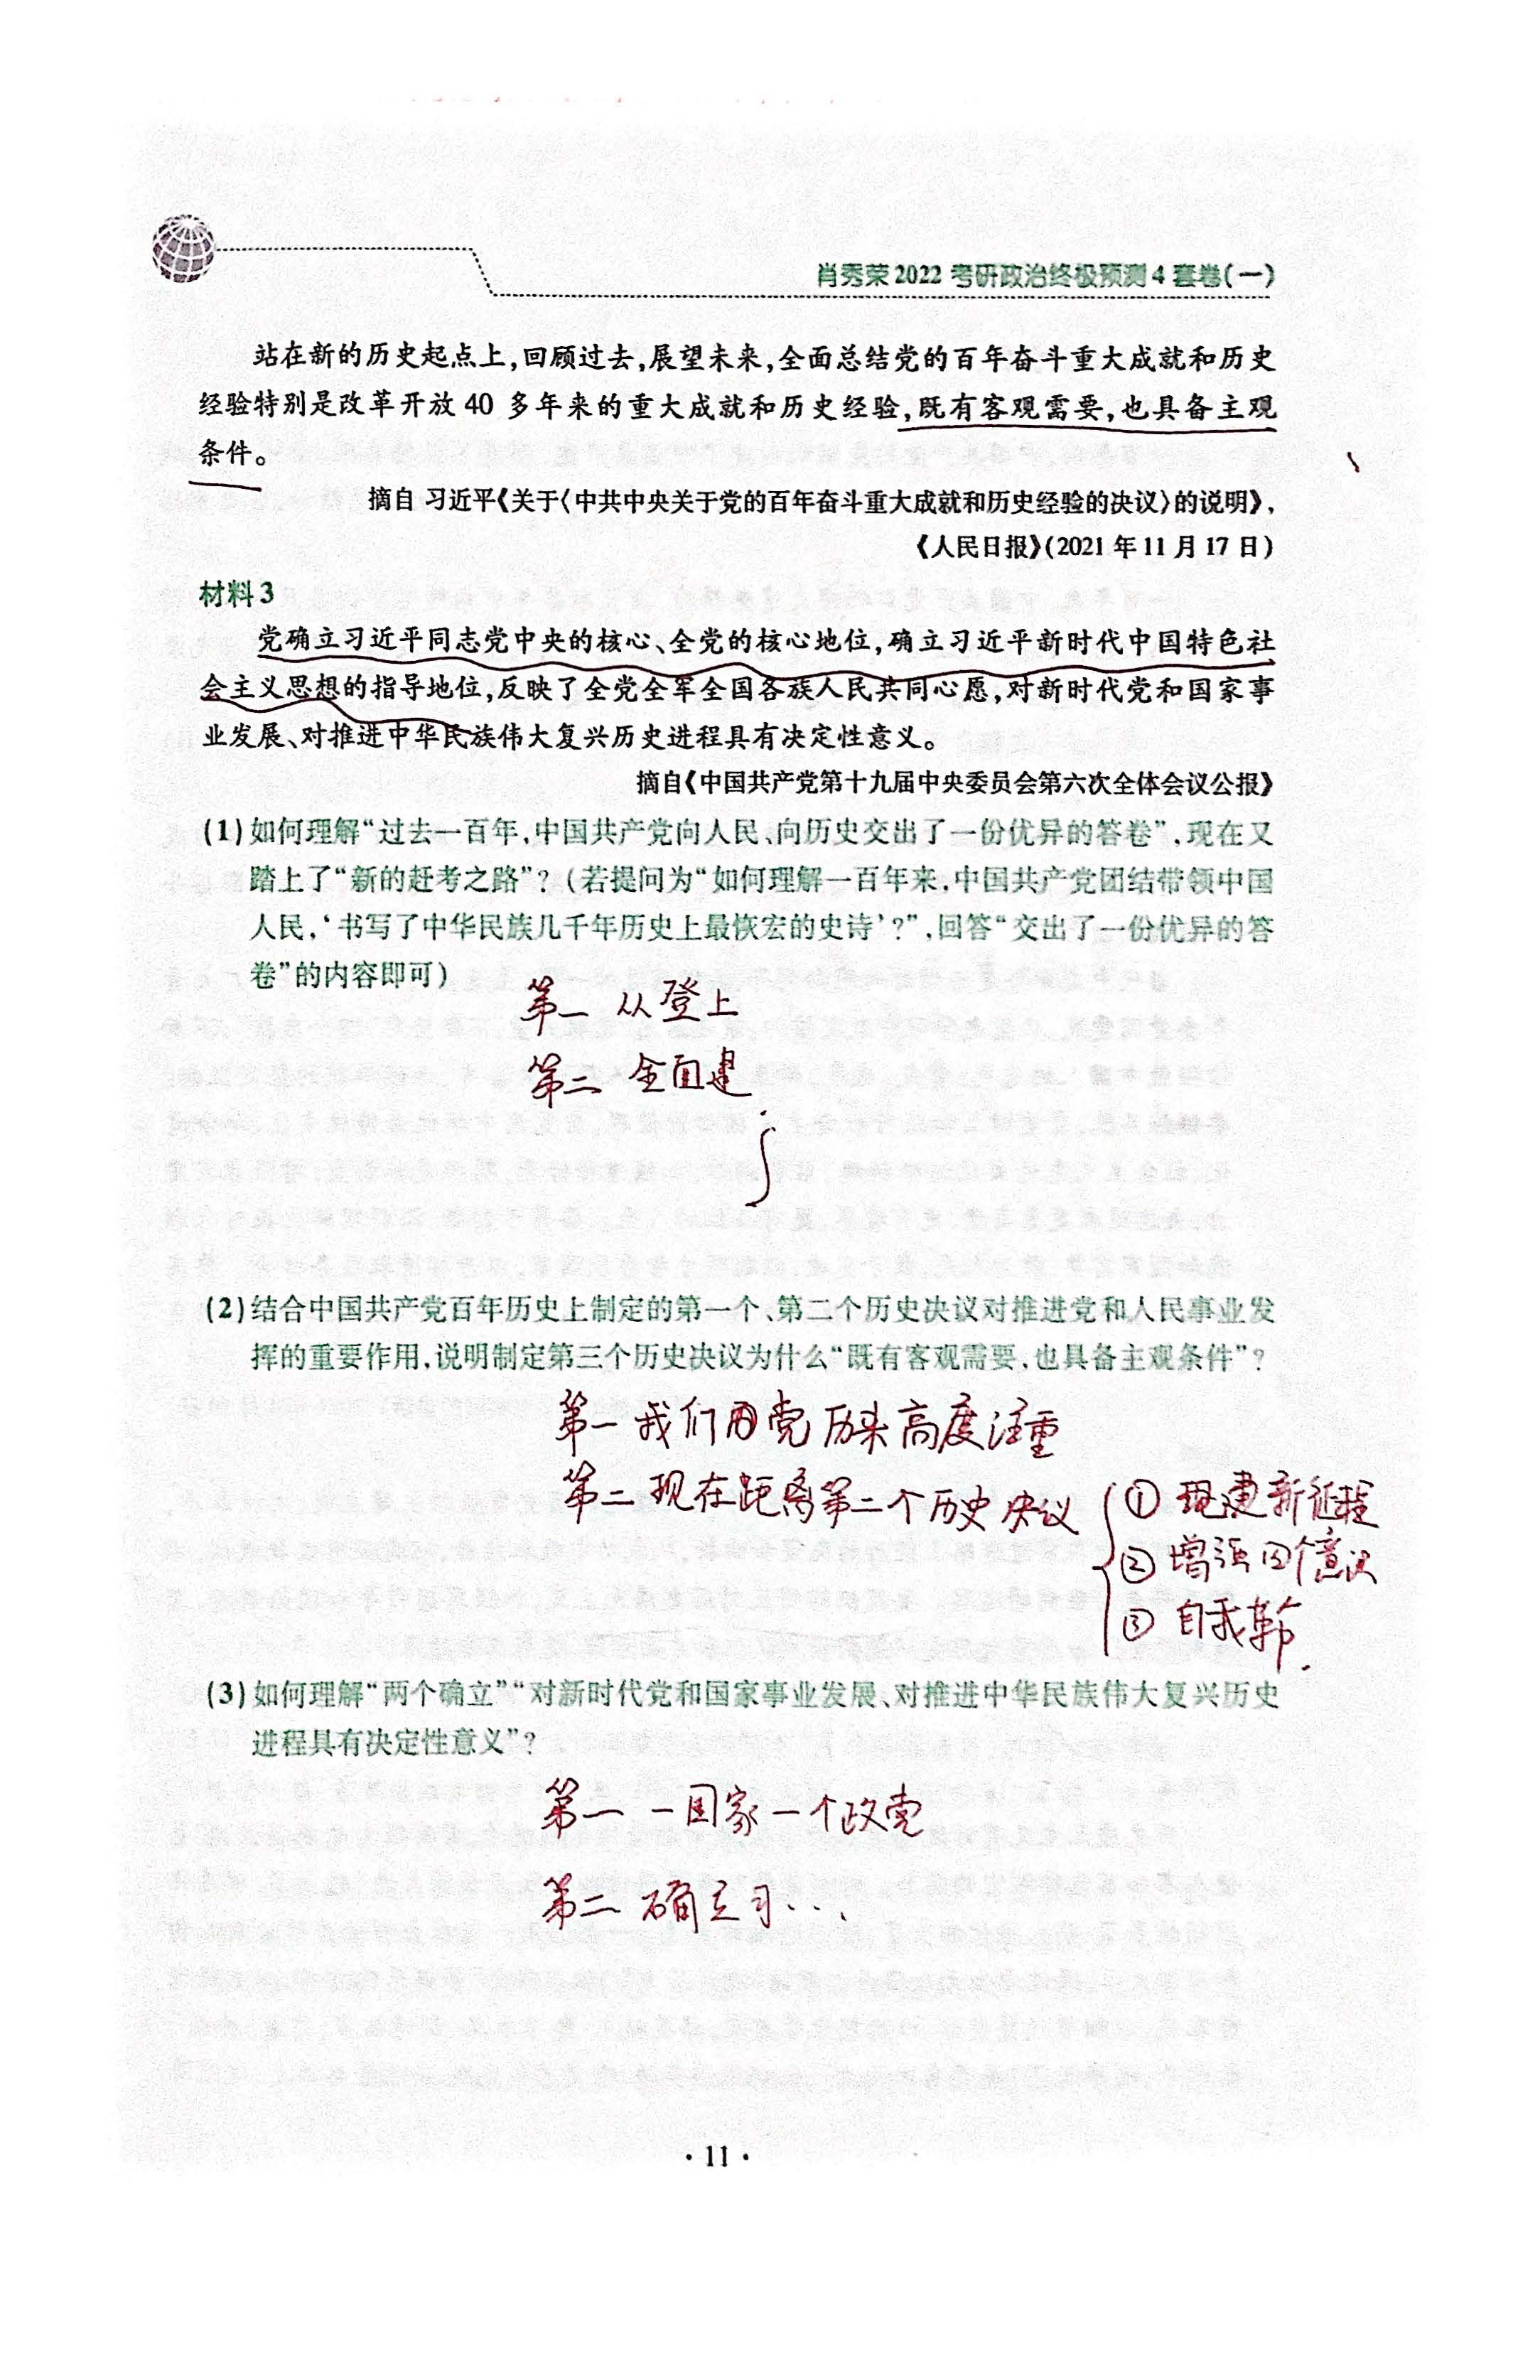 肖秀荣2022考研政治终极预测4套卷(一)
站在新的历史起点上,回顾过去,展望未来,全面总结党的百年奋斗重大成就和历史
经验特别是改革开放40多年来的重大成就和历史经验,既有客观需要,也具备主观
条件。
摘自 习近平《关于〈中共中央关于党的百年奋斗重大成就和历史经验的决议〉的说明》,
《人民日报》(2021年11月17日)
材料3
党确立习近平同志党中央的核心、全党的核心地位,确立习近平新时代中国特色社
会主义思想的指导地位,反映了全党全军全国各族人民共同心愿,对新时代党和国家事
业发展、对推进中华民族伟大复兴历史进程具有决定性意义。
摘自《中国共产党第十九届中央委员会第六次全体会议公报》
(1)如何理解“过去一百年,中国共产党向人民、向历史交出了一份优异的答卷”,现在又
踏上了“新的赶考之路”?(若提问为“如何理解一百年来,中国共产党团结带领中国
人民,‘书写了中华民族几千年历史上最恢宏的史诗’?”,回答“交出了一份优异的答
卷”的内容即可)
第一 从登上
第二 全面建
(2)结合中国共产党百年历史上制定的第一个、第二个历史决议对推进党和人民事业发
挥的重要作用,说明制定第三个历史决议为什么“既有客观需要,也具备主观条件”?
第一 我们 党历来高度注重
第二 现在距离第二个历史决议
① 建新征程
② 增强四个意识
③ 自我革命
(3)如何理解“两个确立”“对新时代党和国家事业发展、对推进中华民族伟大复兴历史
进程具有决定性意义”?
第一 一国家一个政党
第二 确立习...
·11·